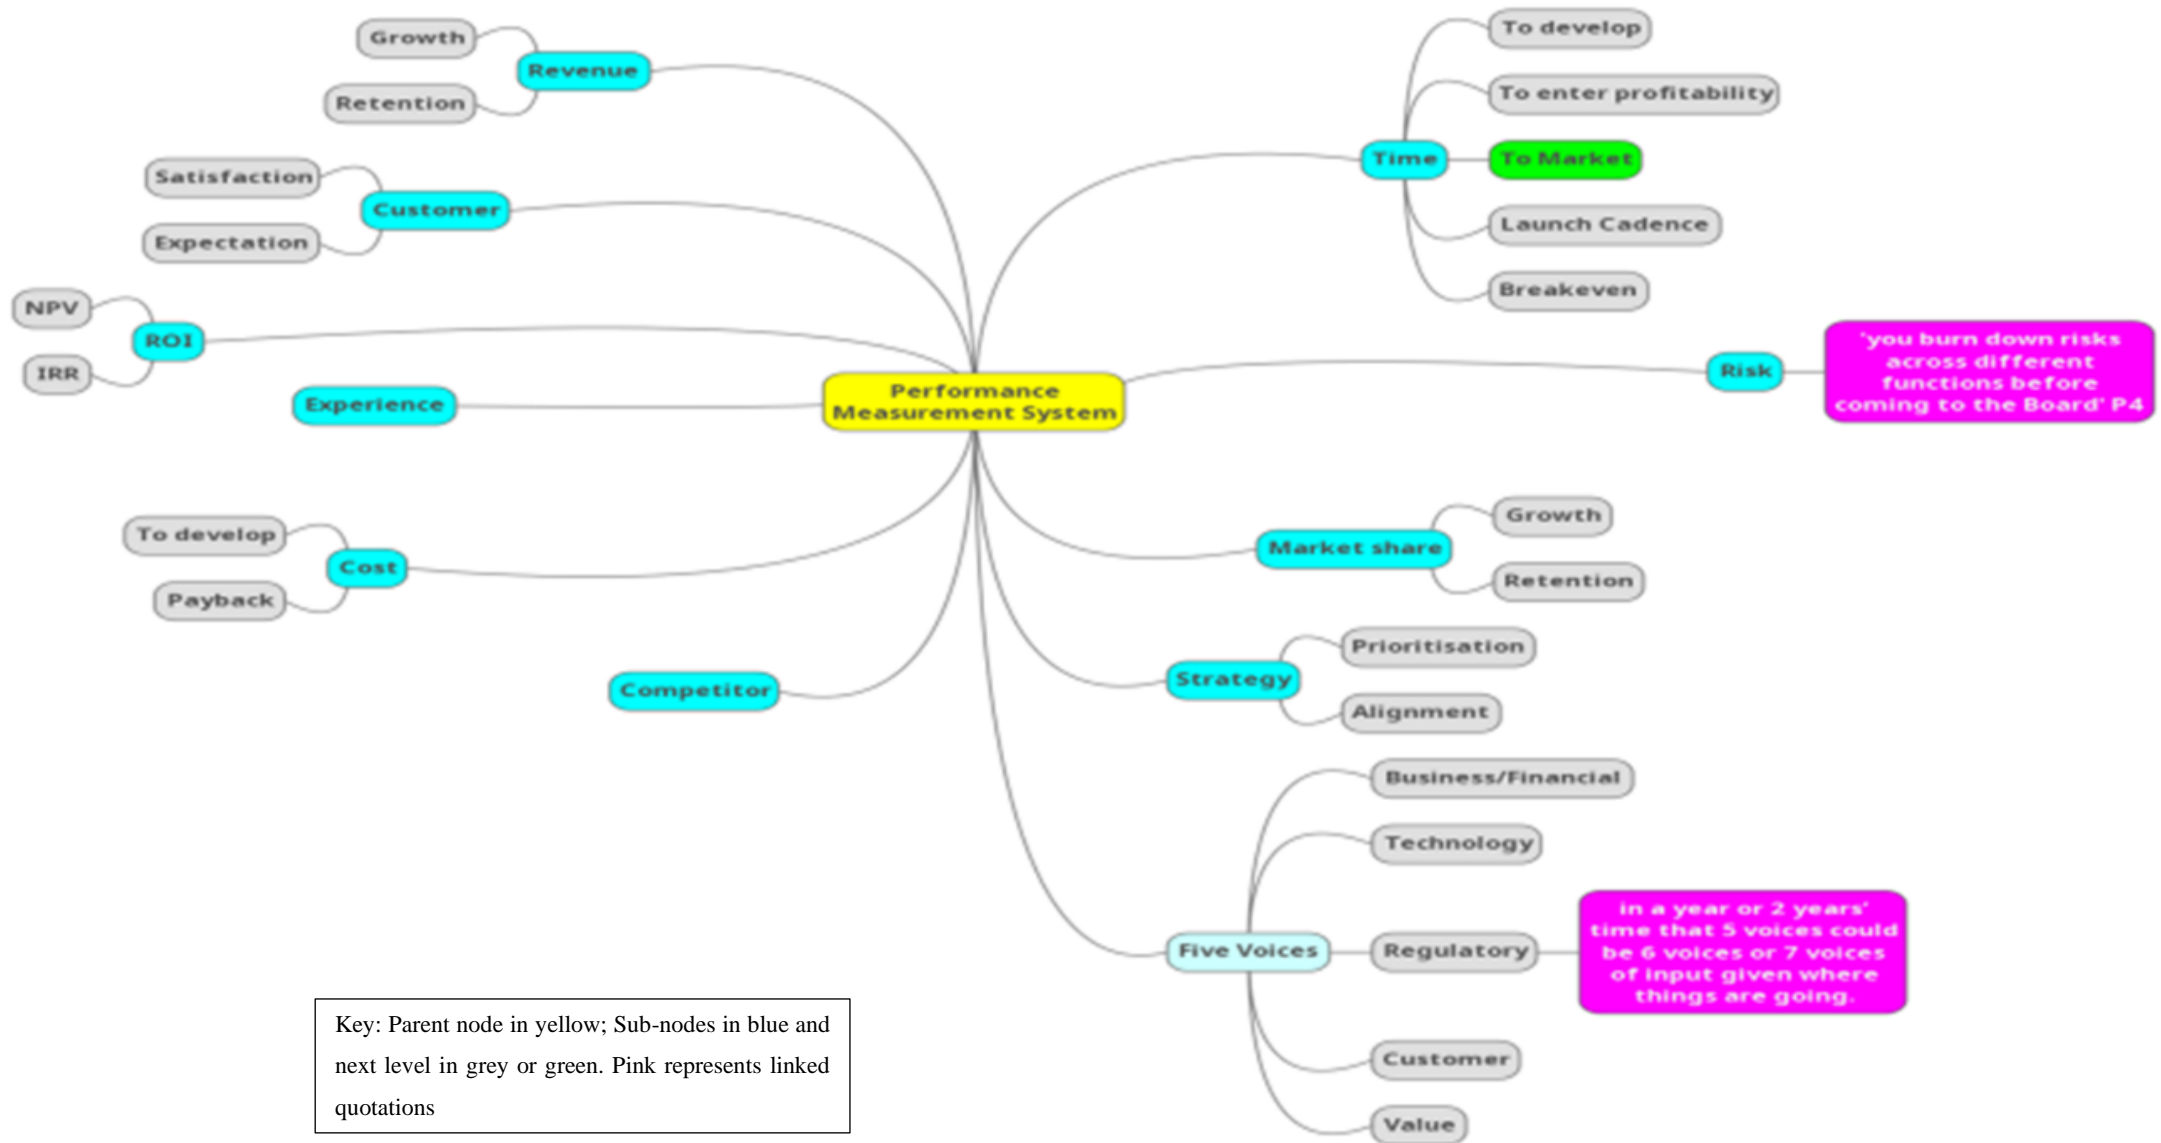 Growth
Revenue
Retention
Satisfaction
Customer
Expectation
NPV
ROI
IRR
Experience
To develop
Cost
Payback
Competitor
Performance
Measurement System
To develop
To enter profitability
Time
To Market
Launch Cadence
Breakeven
Risk
'you burn down risks
across different
functions before
coming to the Board' P4
Growth
Market share
Retention
Prioritisation
Strategy
Alignment
Business/Financial
Technology
Five Voices
Regulatory
in a year or 2 years'
time that 5 voices could
be 6 voices or 7 voices
of input given where
things are going.
Customer
Value
Key: Parent node in yellow; Sub-nodes in blue and
next level in grey or green. Pink represents linked
quotations